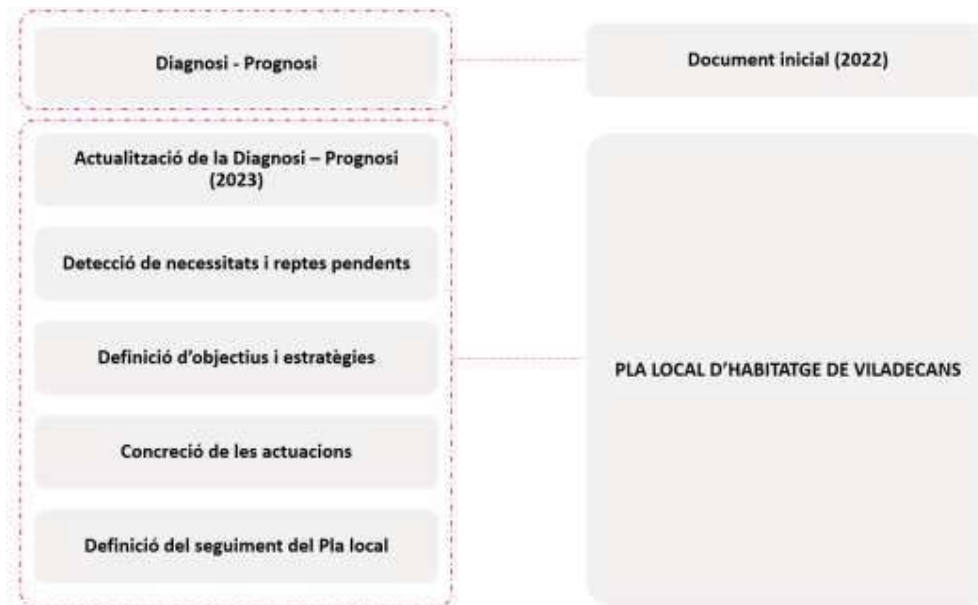 Diagnosi - Prognosi
Document inicial (2022)
Actualització de la Diagnosi – Prognosi
(2023)
Detecció de necessitats i reptes pendents
Definició d'objectius i estratègies
PLA LOCAL D'HABITATGE DE VILADECANS
Concreció de les actuacions
Definició del seguiment del Pla local